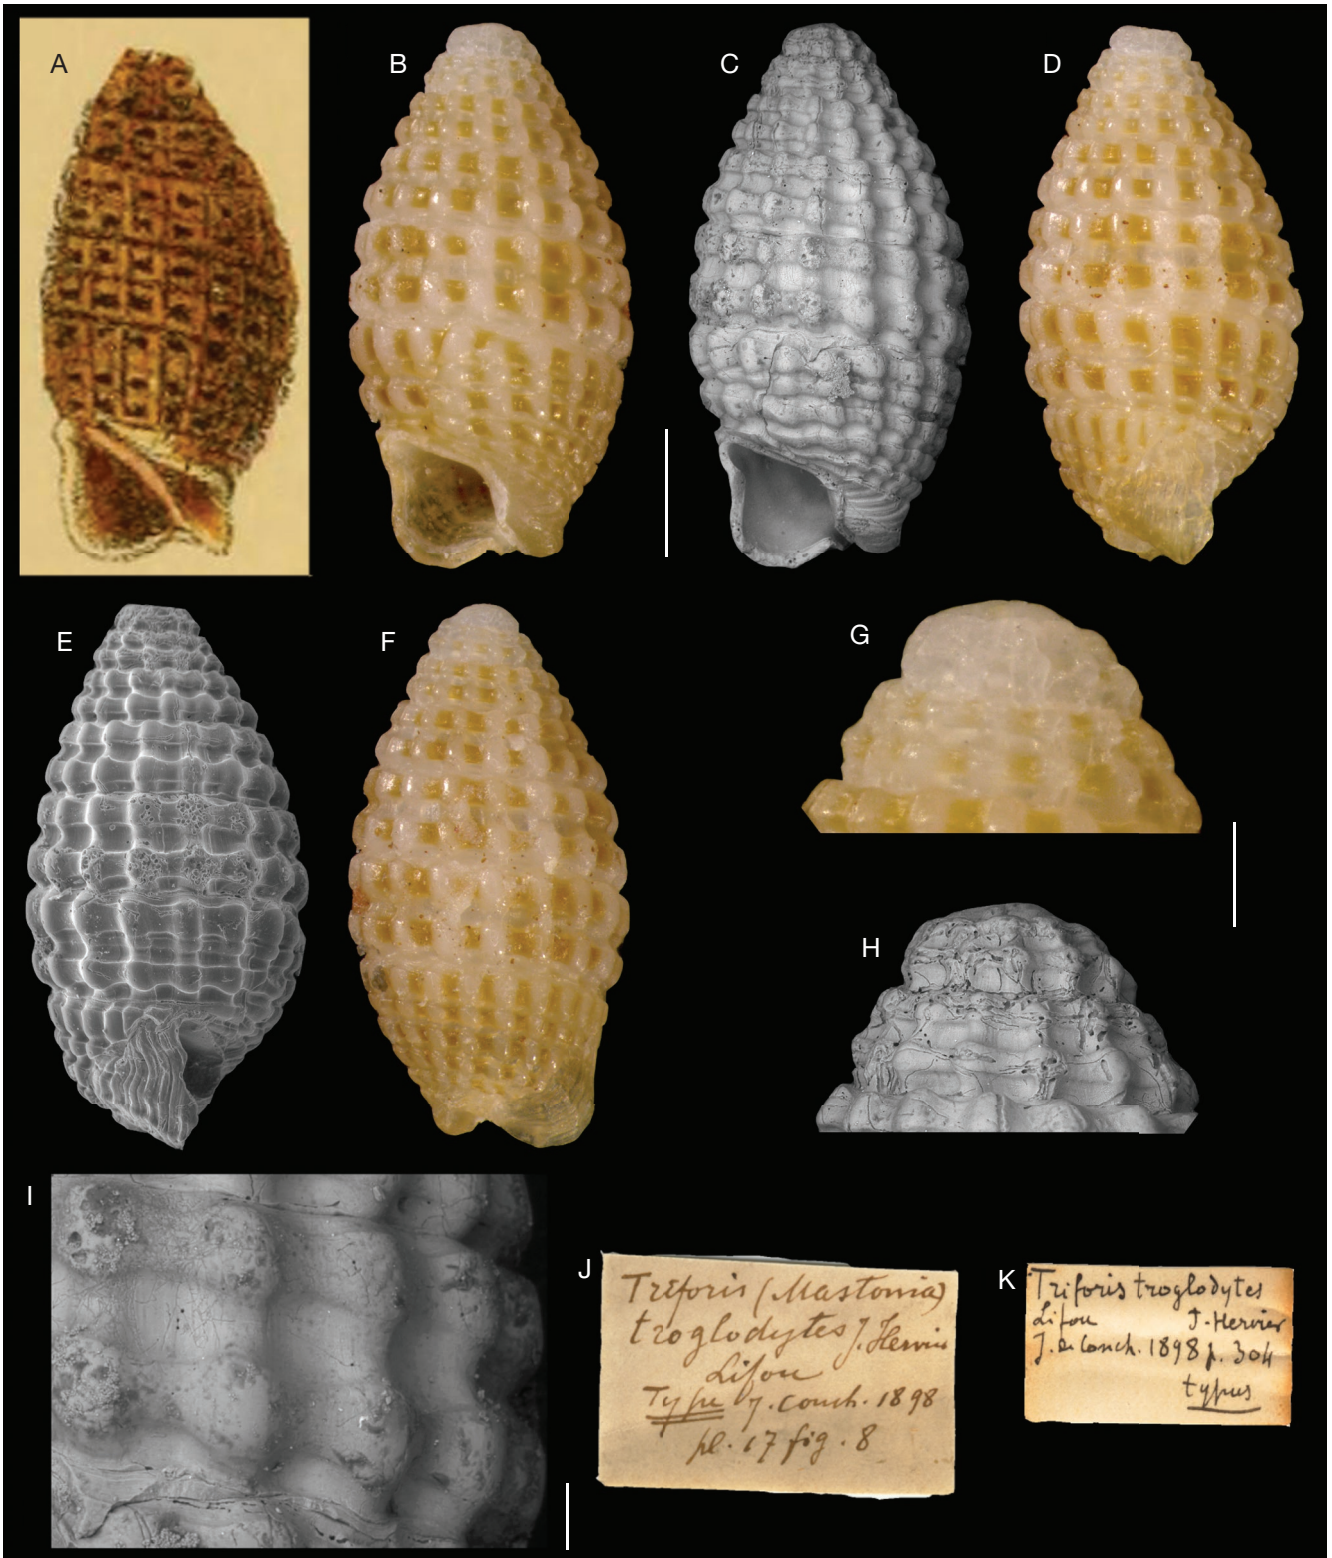 A
B
C
D
E
F
G
H
I
J
Triforis (Mastonia)
troglodytes J. Hervier
Lifou
Type J. conch. 1898
pl. 17 fig. 8
K
Triforis troglodytes
Lifou J. Hervier
J. de Conch. 1898 p. 304
typus